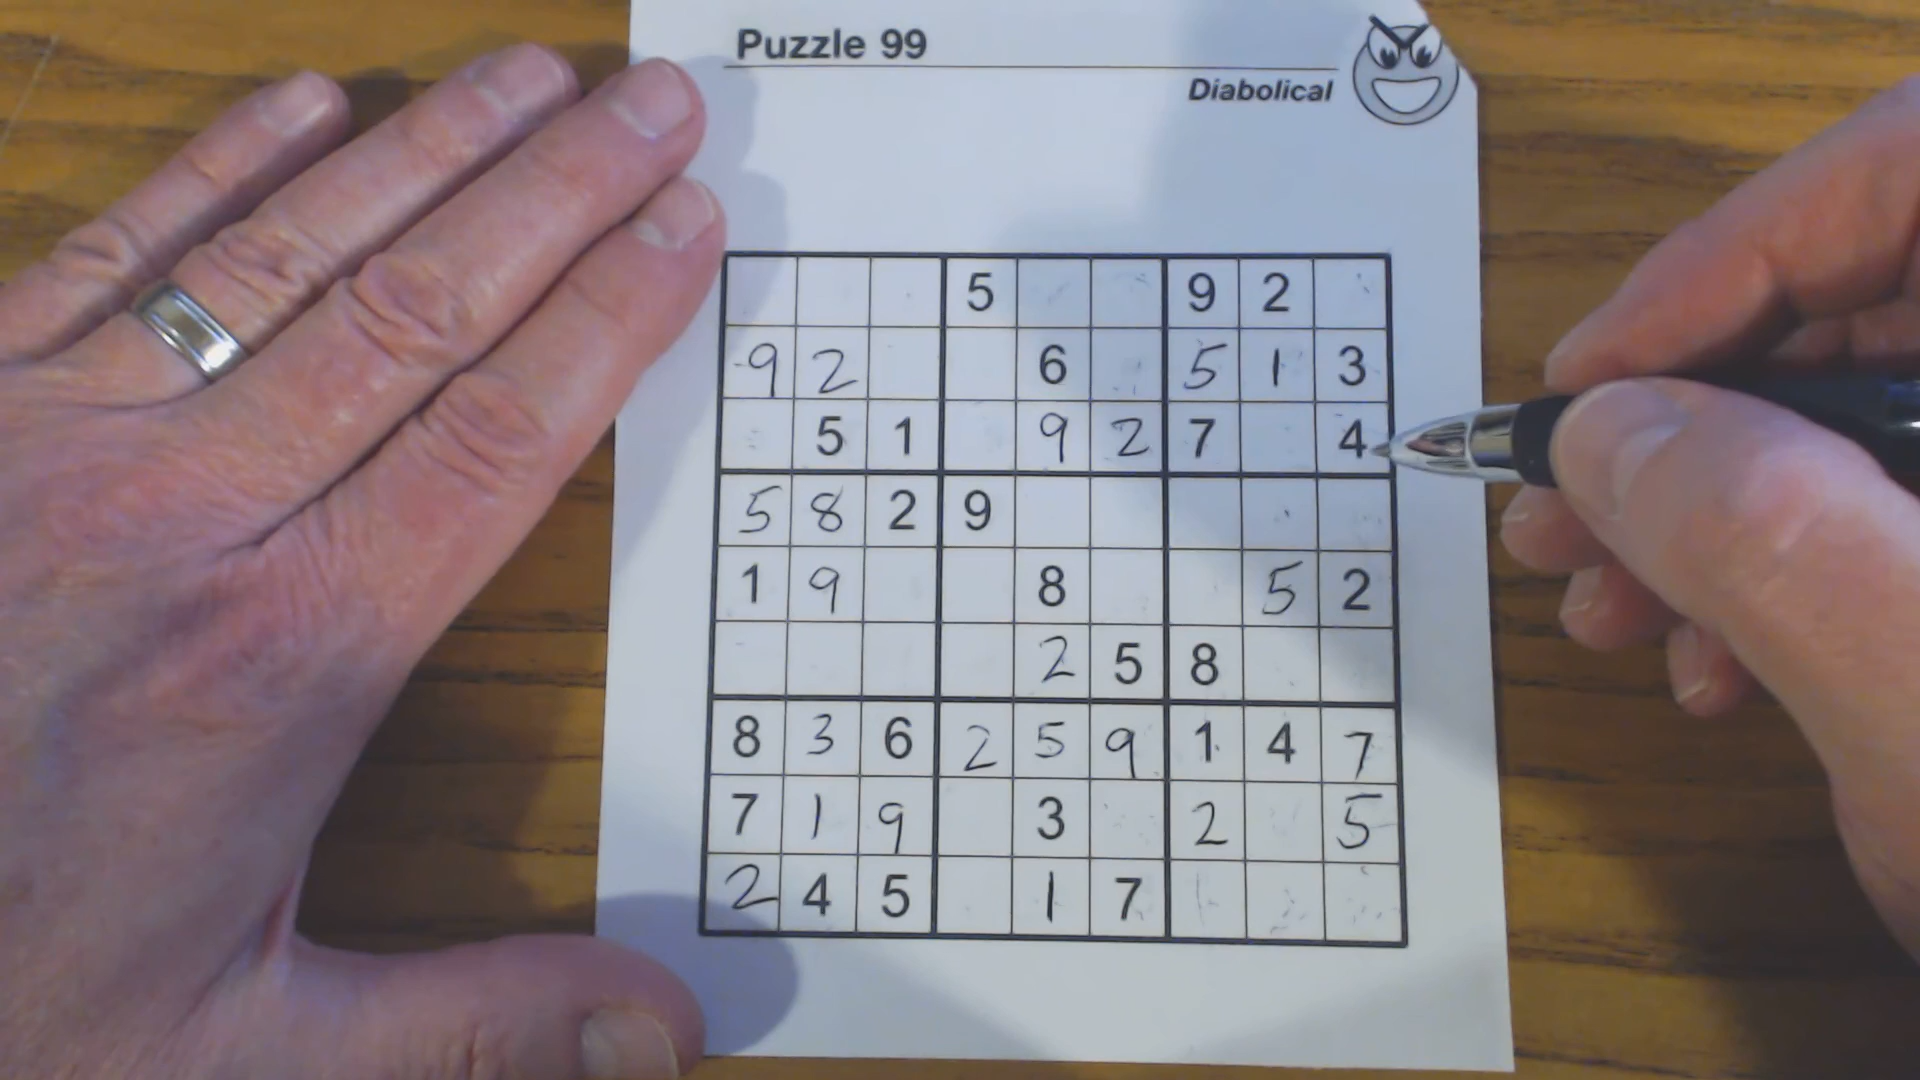 Puzzle 99
Diabolical
5 9 2
9 2 6 5 1 3
5 1 9 2 7 4
5 8 2 9
1 9 8 5 2
2 5 8
8 3 6 2 5 9 1 4 7
7 1 9 3 2 5
2 4 5 1 7